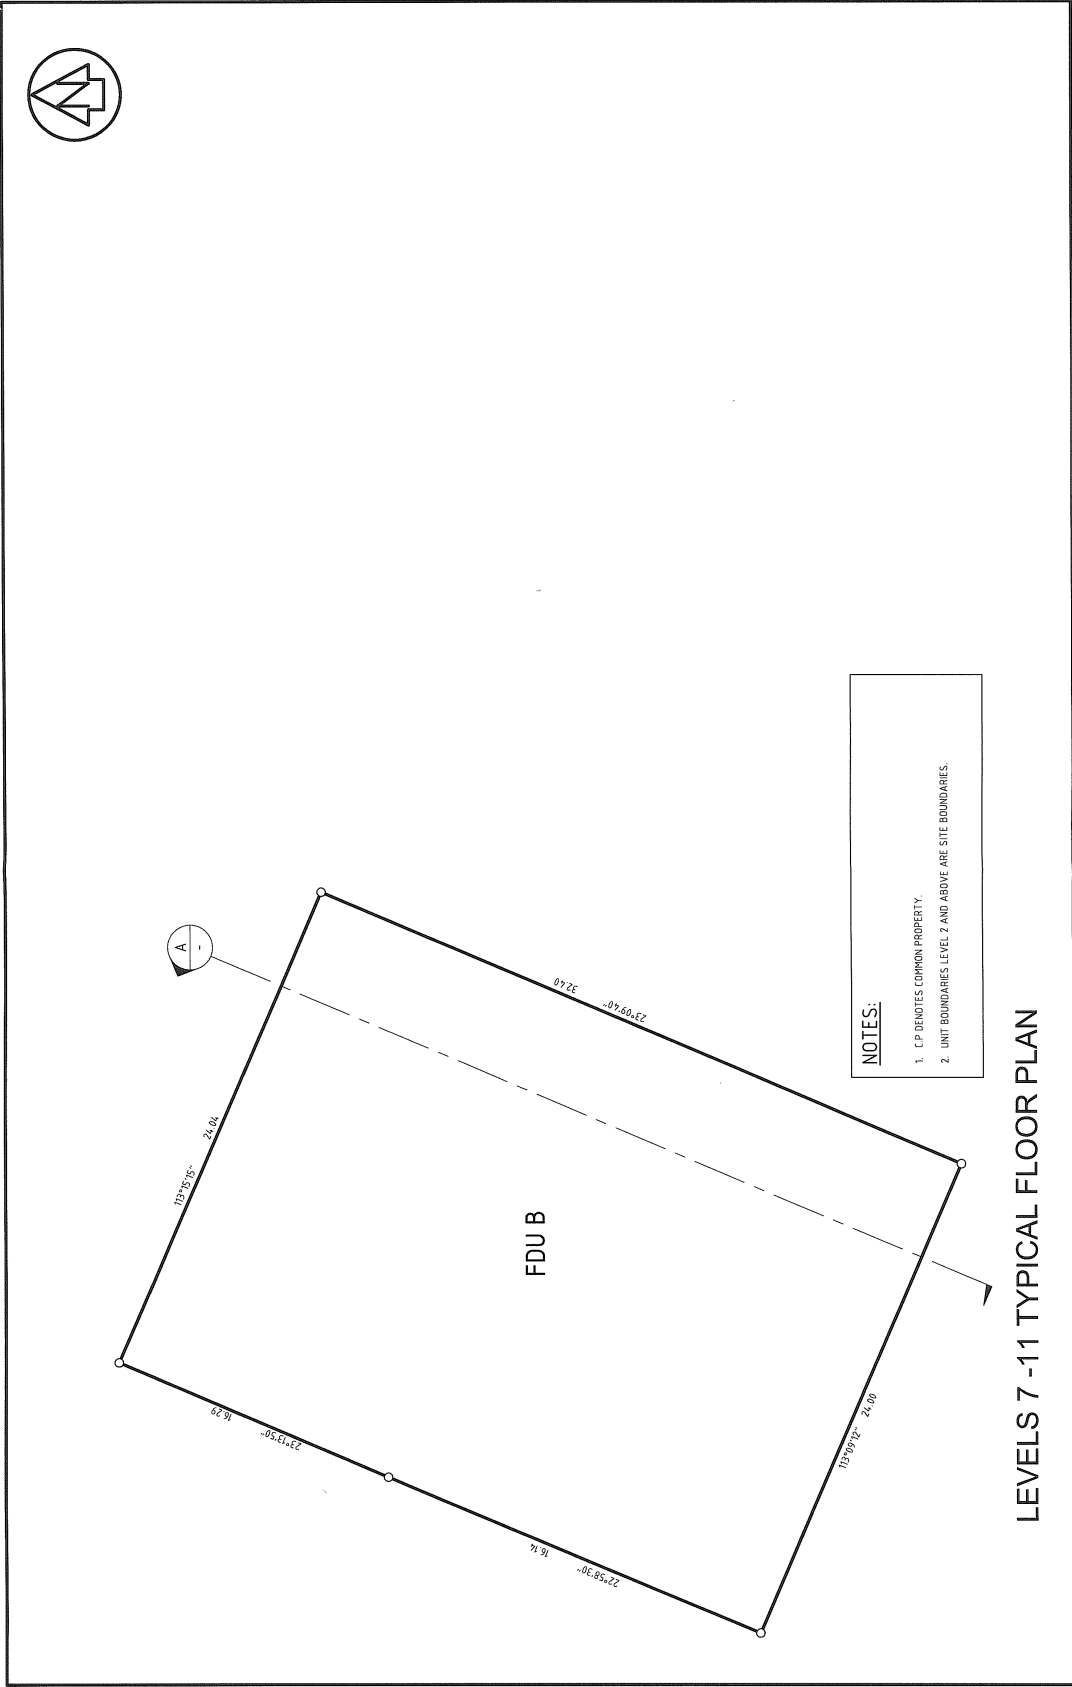 N
A
-
113°15'15" 24.04
16.29
23°13'50"
16.14
22°58'30"
32.40
23°09'40"
FDU B
113°09'12" 24.00
NOTES:
1. C.P DENOTES COMMON PROPERTY.
2. UNIT BOUNDARIES LEVEL 2 AND ABOVE ARE SITE BOUNDARIES.
LEVELS 7 -11 TYPICAL FLOOR PLAN